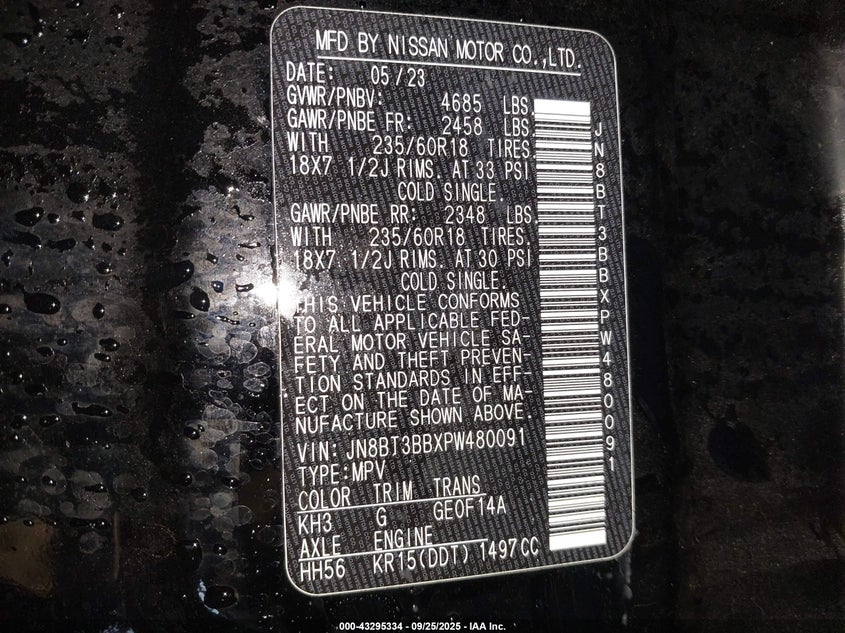 MFD BY NISSAN MOTOR CO.,LTD.
DATE: 05/23
GVWR/PNBV: 4685 LBS
GAWR/PNBE FR: 2458 LBS
WITH 235/60R18 TIRES.
18X7 1/2J RIMS. AT 33 PSI
COLD SINGLE.
GAWR/PNBE RR: 2348 LBS.
WITH 235/60R18 TIRES.
18X7 1/2J RIMS. AT 30 PSI
COLD SINGLE.
THIS VEHICLE CONFORMS
TO ALL APPLICABLE FED-
ERAL MOTOR VEHICLE SA-
FETY AND THEFT PREVEN-
TION STANDARDS IN EFF-
ECT ON THE DATE OF MA-
NUFACTURE SHOWN ABOVE.
VIN: JN8BT3BBXPW480091
TYPE:MPV
COLOR TRIM TRANS
KH3 G GE0F14A
AXLE ENGINE
HH56 KR15(DDT) 1497CC
JN8BT3BBXPW480091
000-43295334 - 09/25/2025 - IAA Inc.